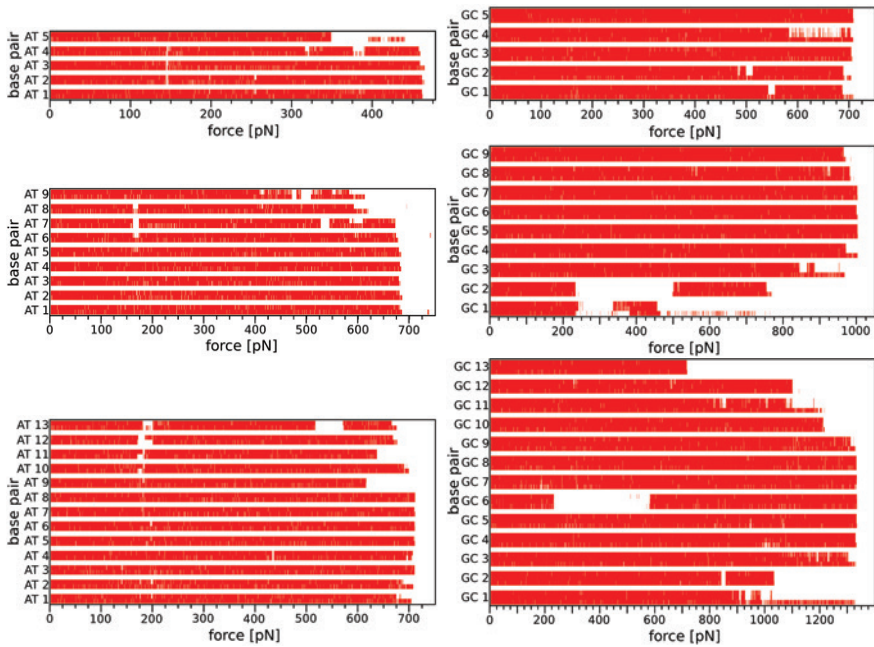 base pair
AT 5
AT 4
AT 3
AT 2
AT 1
0 100 200 300 400
force [pN]
base pair
GC 5
GC 4
GC 3
GC 2
GC 1
0 100 200 300 400 500 600 700
force [pN]
base pair
AT 9
AT 8
AT 7
AT 6
AT 5
AT 4
AT 3
AT 2
AT 1
0 100 200 300 400 500 600 700
force [pN]
base pair
GC 9
GC 8
GC 7
GC 6
GC 5
GC 4
GC 3
GC 2
GC 1
0 200 400 600 800 1000
force [pN]
base pair
AT 13
AT 12
AT 11
AT 10
AT 9
AT 8
AT 7
AT 6
AT 5
AT 4
AT 3
AT 2
AT 1
0 100 200 300 400 500 600 700
force [pN]
base pair
GC 13
GC 12
GC 11
GC 10
GC 9
GC 8
GC 7
GC 6
GC 5
GC 4
GC 3
GC 2
GC 1
0 200 400 600 800 1000 1200
force [pN]